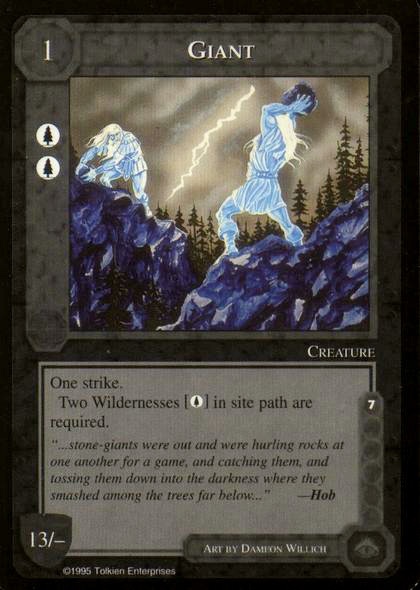 1
GIANT
CREATURE
One strike.
Two Wildernesses [] in site path are
required.
7
"...stone-giants were out and were hurling rocks at
one another for a game, and catching them, and
tossing them down into the darkness where they
smashed among the trees far below..." —Hob
13/–
ART BY DAMEON WILLICH
©1995 Tolkien Enterprises